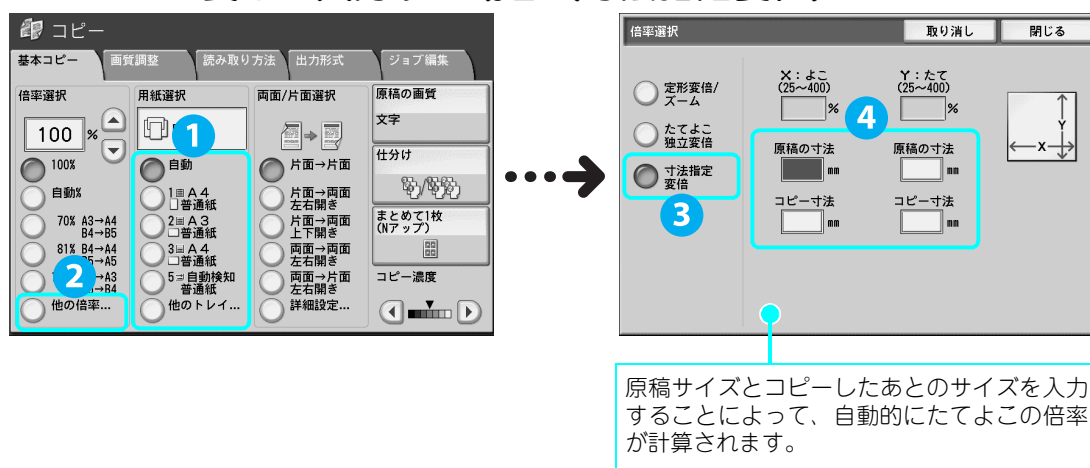 コピー
基本コピー 画質調整 読み取り方法 出力形式 ジョブ編集
倍率選択
100 %
100%
自動%
70% A3→A4
B4→B5
81% B4→A4
→A5
→A3
→B4
他の倍率...
2
用紙選択
1
自動
1 A4
普通紙
2 A3
普通紙
3 A4
普通紙
5 自動検知
普通紙
他のトレイ...
両面/片面選択
片面→片面
片面→両面
左右開き
片面→両面
上下開き
両面→両面
左右開き
両面→片面
左右開き
詳細設定...
原稿の画質
文字
仕分け
まとめて1枚
(Nアップ)
コピー濃度
倍率選択 取り消し 閉じる
定形変倍/
ズーム
たてよこ
独立変倍
寸法指定
変倍
3
X：よこ
(25～400)
%
Y：たて
(25～400)
%
4
原稿の寸法
mm
コピー寸法
mm
原稿の寸法
mm
コピー寸法
mm
Y
X
原稿サイズとコピーしたあとのサイズを入力
することによって、自動的にたてよこの倍率
が計算されます。